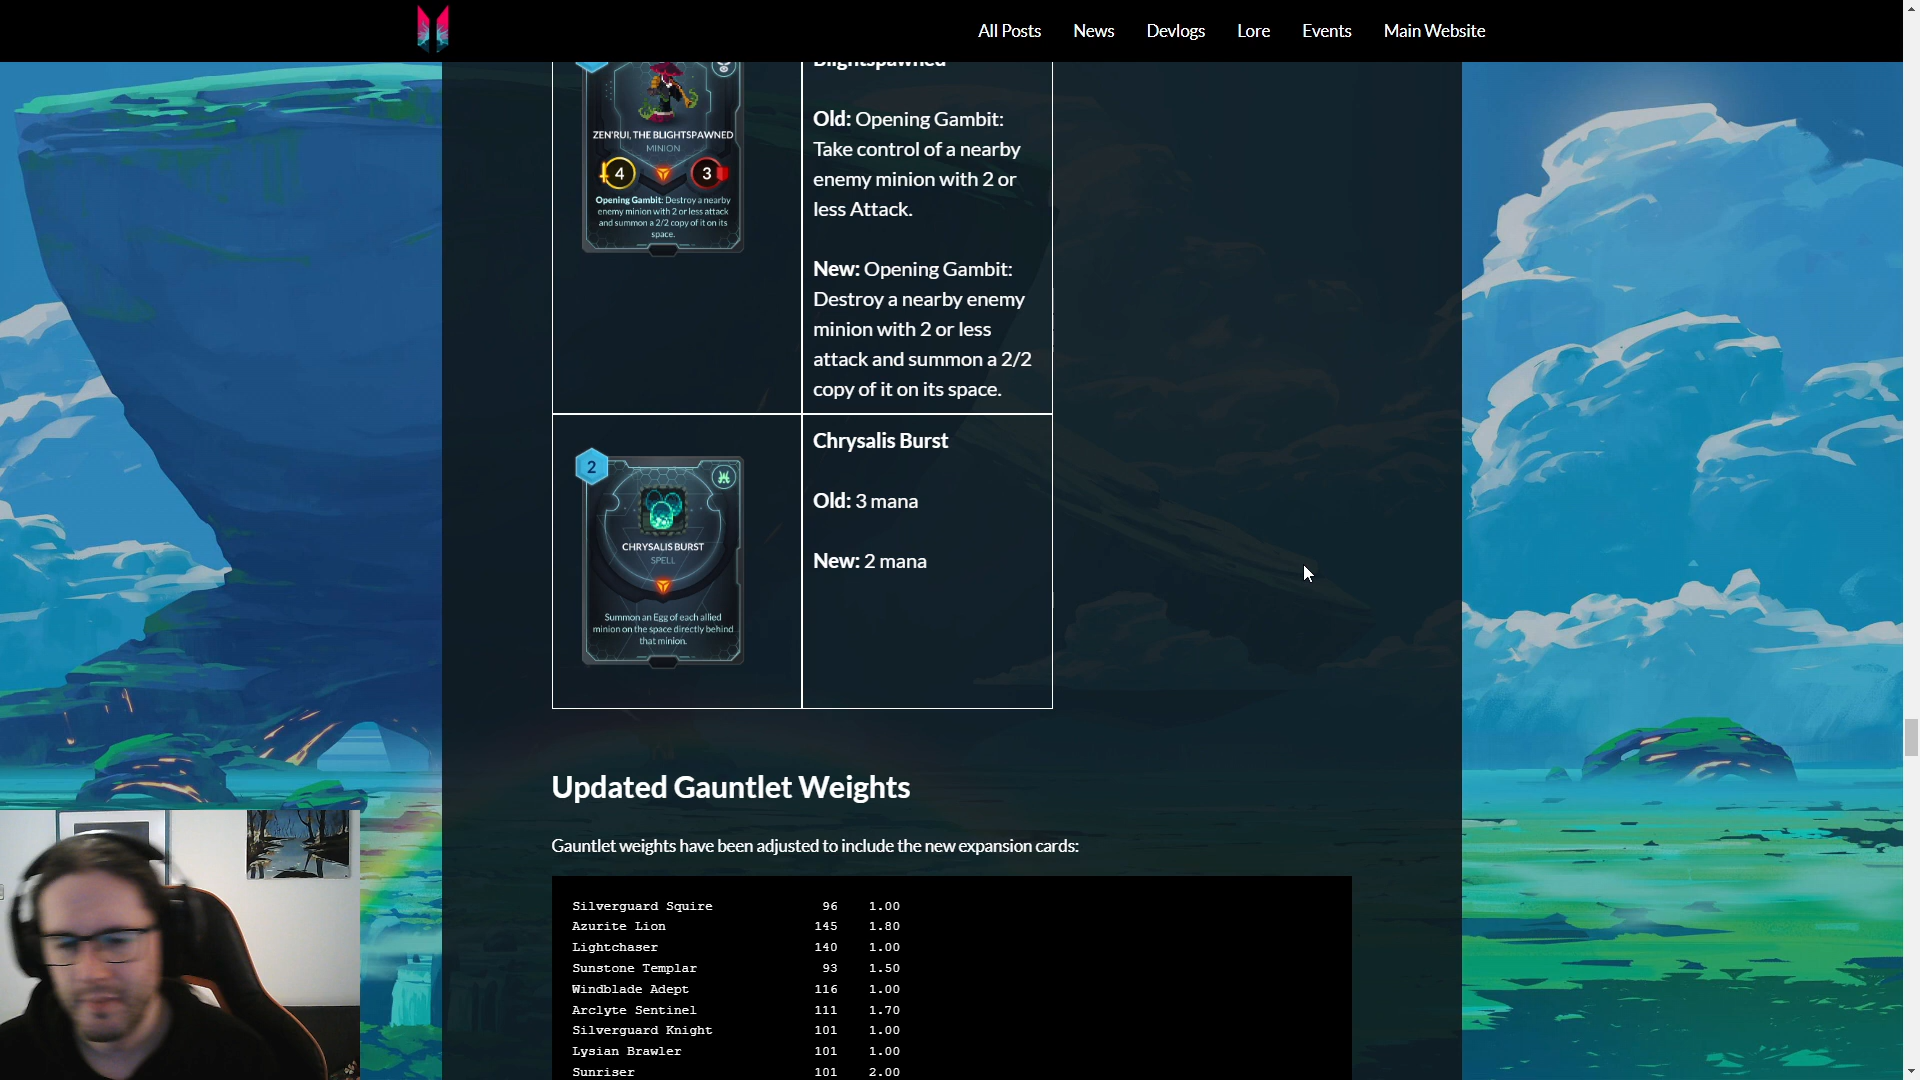 All Posts News Devlogs Lore Events Main Website
Blightspawned
ZEN'RUI, THE BLIGHTSPAWNED
MINION
4 3
Opening Gambit: Destroy a nearby
enemy minion with 2 or less attack
and summon a 2/2 copy of it on its
space.
Old: Opening Gambit:
Take control of a nearby
enemy minion with 2 or
less Attack.
New: Opening Gambit:
Destroy a nearby enemy
minion with 2 or less
attack and summon a 2/2
copy of it on its space.
2
CHRYSALIS BURST
SPELL
Summon an Egg of each allied
minion on the space directly behind
that minion.
Chrysalis Burst
Old: 3 mana
New: 2 mana
Updated Gauntlet Weights
Gauntlet weights have been adjusted to include the new expansion cards:
Silverguard Squire 96 1.00
Azurite Lion 145 1.80
Lightchaser 140 1.00
Sunstone Templar 93 1.50
Windblade Adept 116 1.00
Arclyte Sentinel 111 1.70
Silverguard Knight 101 1.00
Lysian Brawler 101 1.00
Sunriser 101 2.00